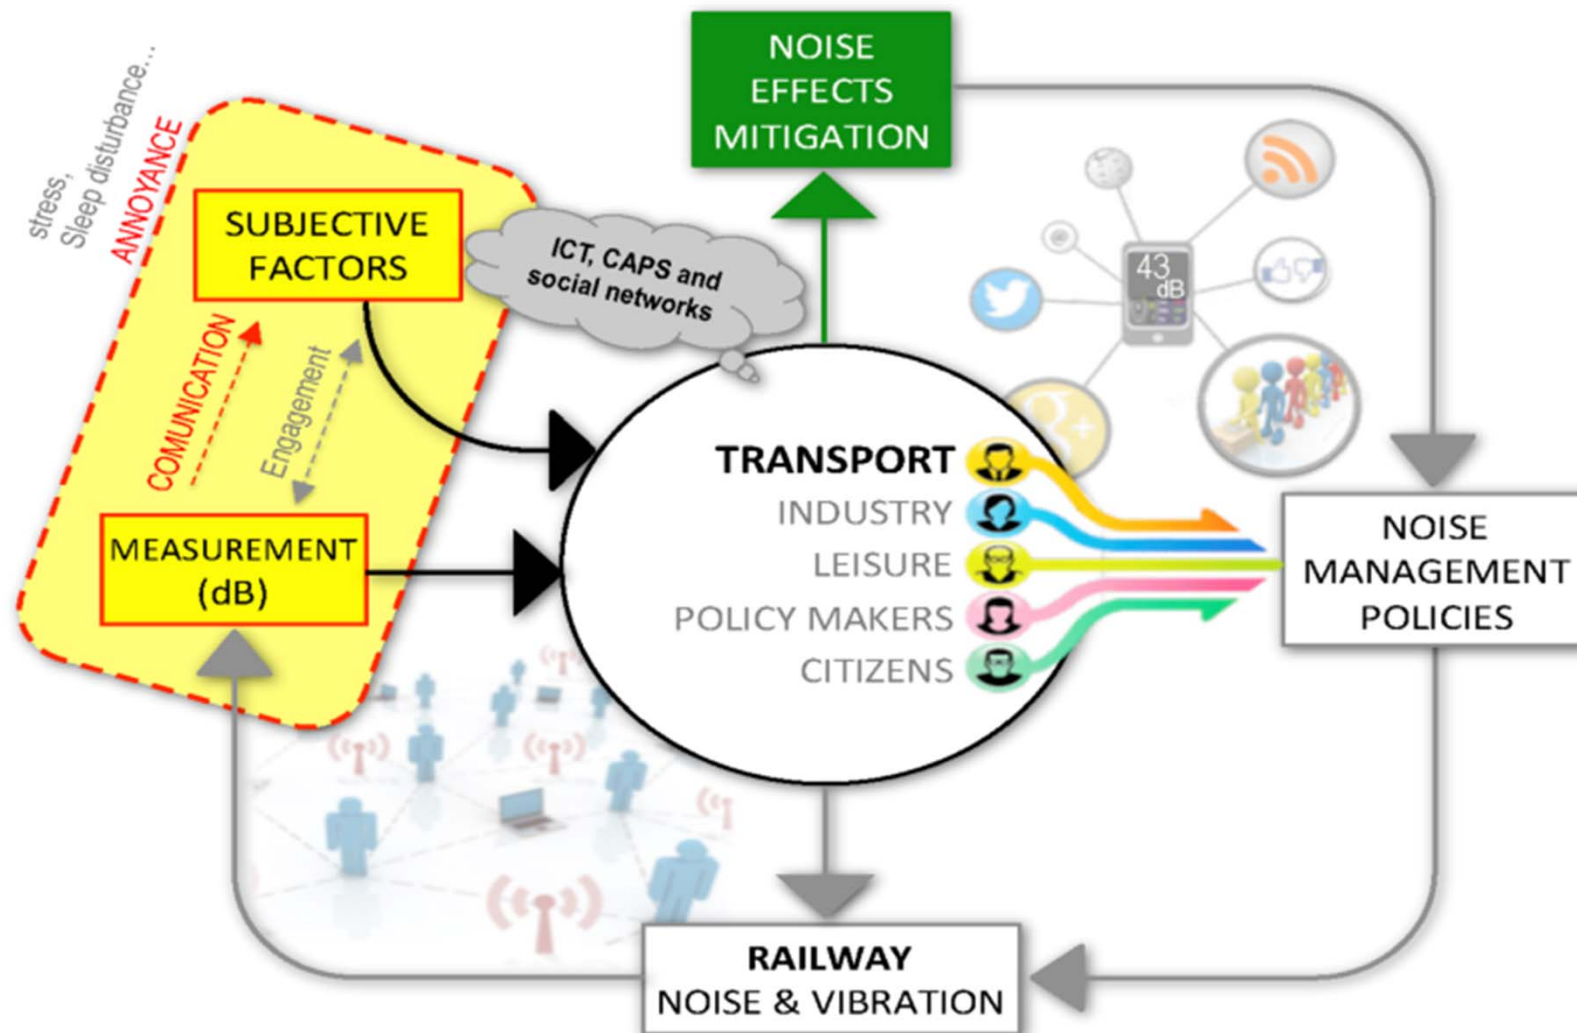 NOISE
EFFECTS
MITIGATION
stress,
Sleep disturbance...
ANNOYANCE
SUBJECTIVE
FACTORS
ICT, CAPS and
social networks
COMUNICATION
Engagement
MEASUREMENT
(dB)
43
dB
@
g+
TRANSPORT
INDUSTRY
LEISURE
POLICY MAKERS
CITIZENS
NOISE
MANAGEMENT
POLICIES
RAILWAY
NOISE & VIBRATION